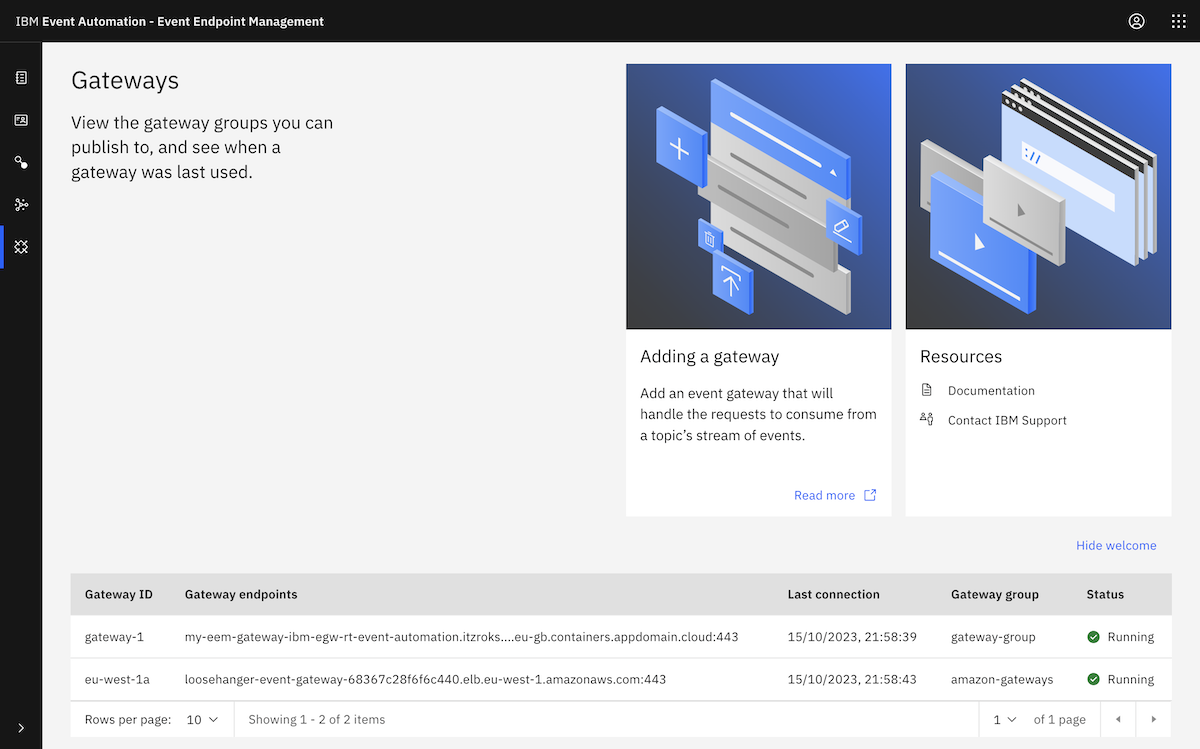 IBM Event Automation - Event Endpoint Management
Gateways
View the gateway groups you can
publish to, and see when a
gateway was last used.
Adding a gateway
Add an event gateway that will
handle the requests to consume from
a topic’s stream of events.
Read more
://
Resources
Documentation
Contact IBM Support
Hide welcome
Gateway ID Gateway endpoints Last connection Gateway group Status
gateway-1 my-eem-gateway-ibm-egw-rt-event-automation.itzroks....eu-gb.containers.appdomain.cloud:443 15/10/2023, 21:58:39 gateway-group Running
eu-west-1a loosehanger-event-gateway-68367c28f6f6c440.elb.eu-west-1.amazonaws.com:443 15/10/2023, 21:58:43 amazon-gateways Running
Rows per page: 10 Showing 1 - 2 of 2 items 1 of 1 page